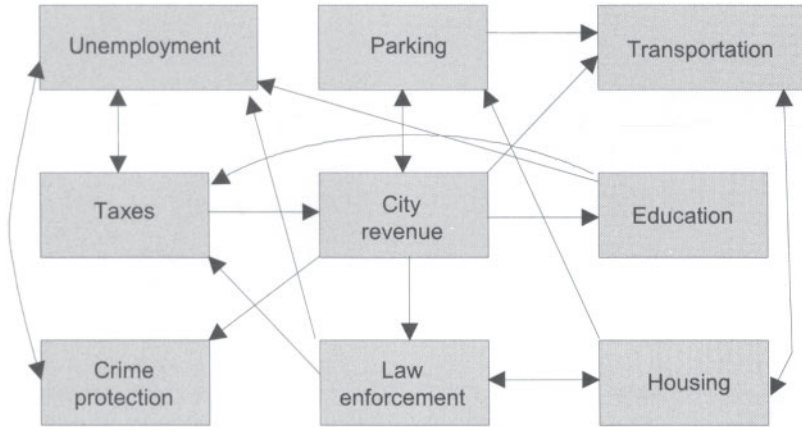 Unemployment
Parking
Transportation
Taxes
City
revenue
Education
Crime
protection
Law
enforcement
Housing